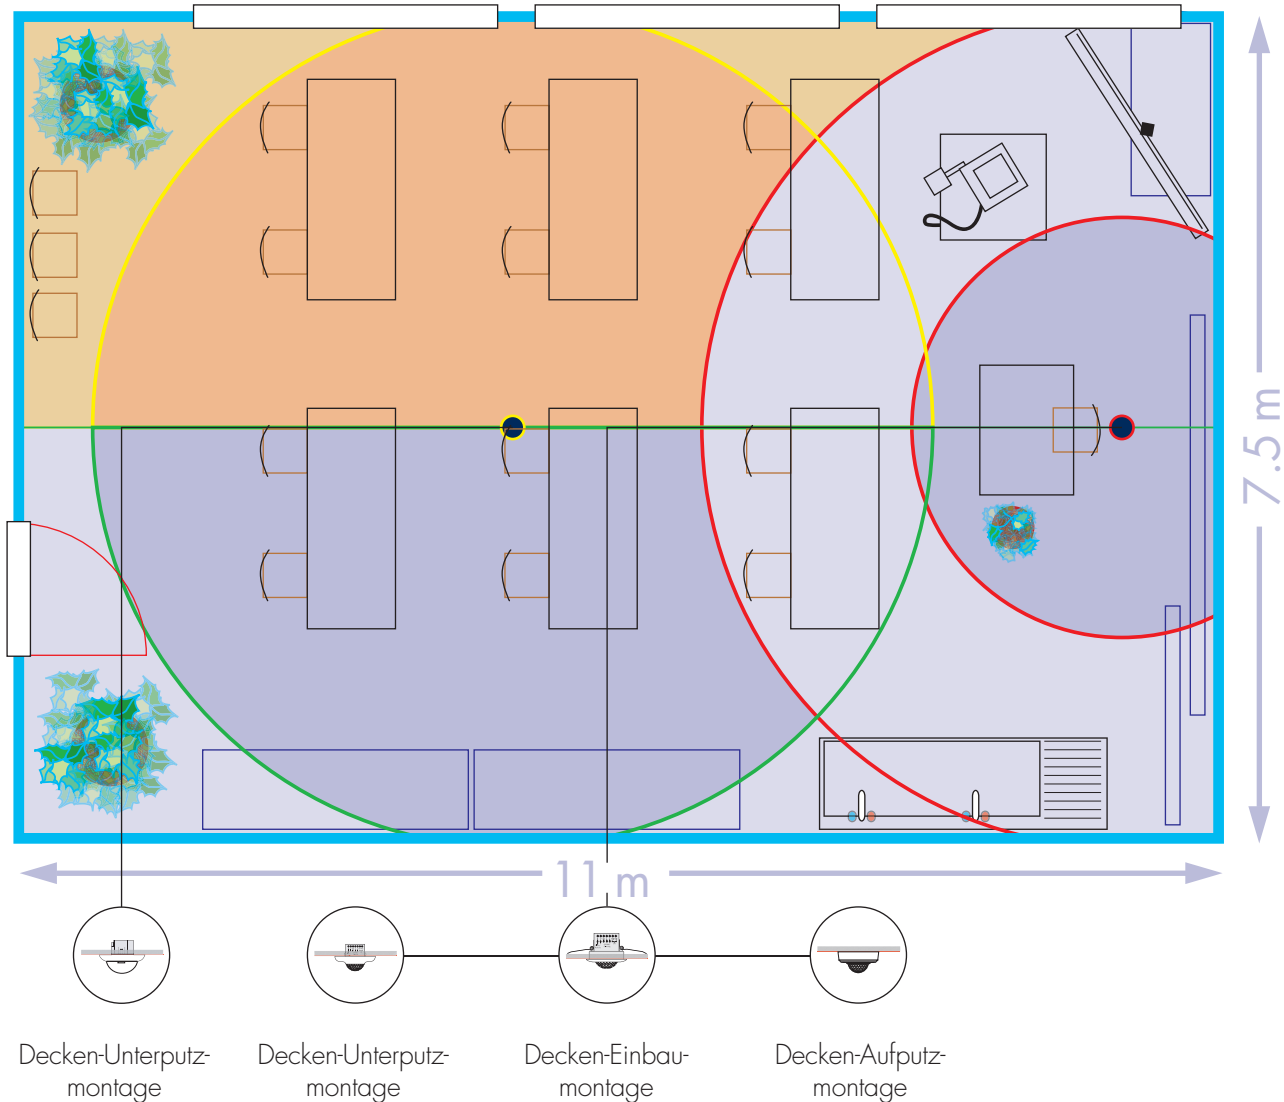 7.5 m
11 m
Decken-Unterputz-
montage
Decken-Unterputz-
montage
Decken-Einbau-
montage
Decken-Aufputz-
montage